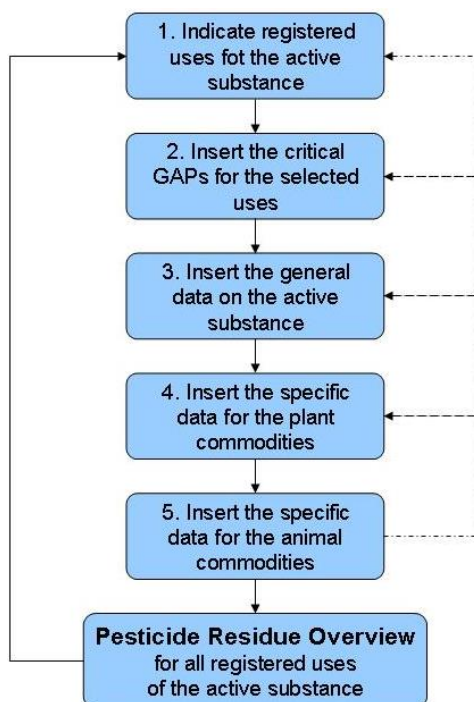 1. Indicate registered
uses fot the active
substance
2. Insert the critical
GAPs for the selected
uses
3. Insert the general
data on the active
substance
4. Insert the specific
data for the plant
commodities
5. Insert the specific
data for the animal
commodities
Pesticide Residue Overview
for all registered uses
of the active substance